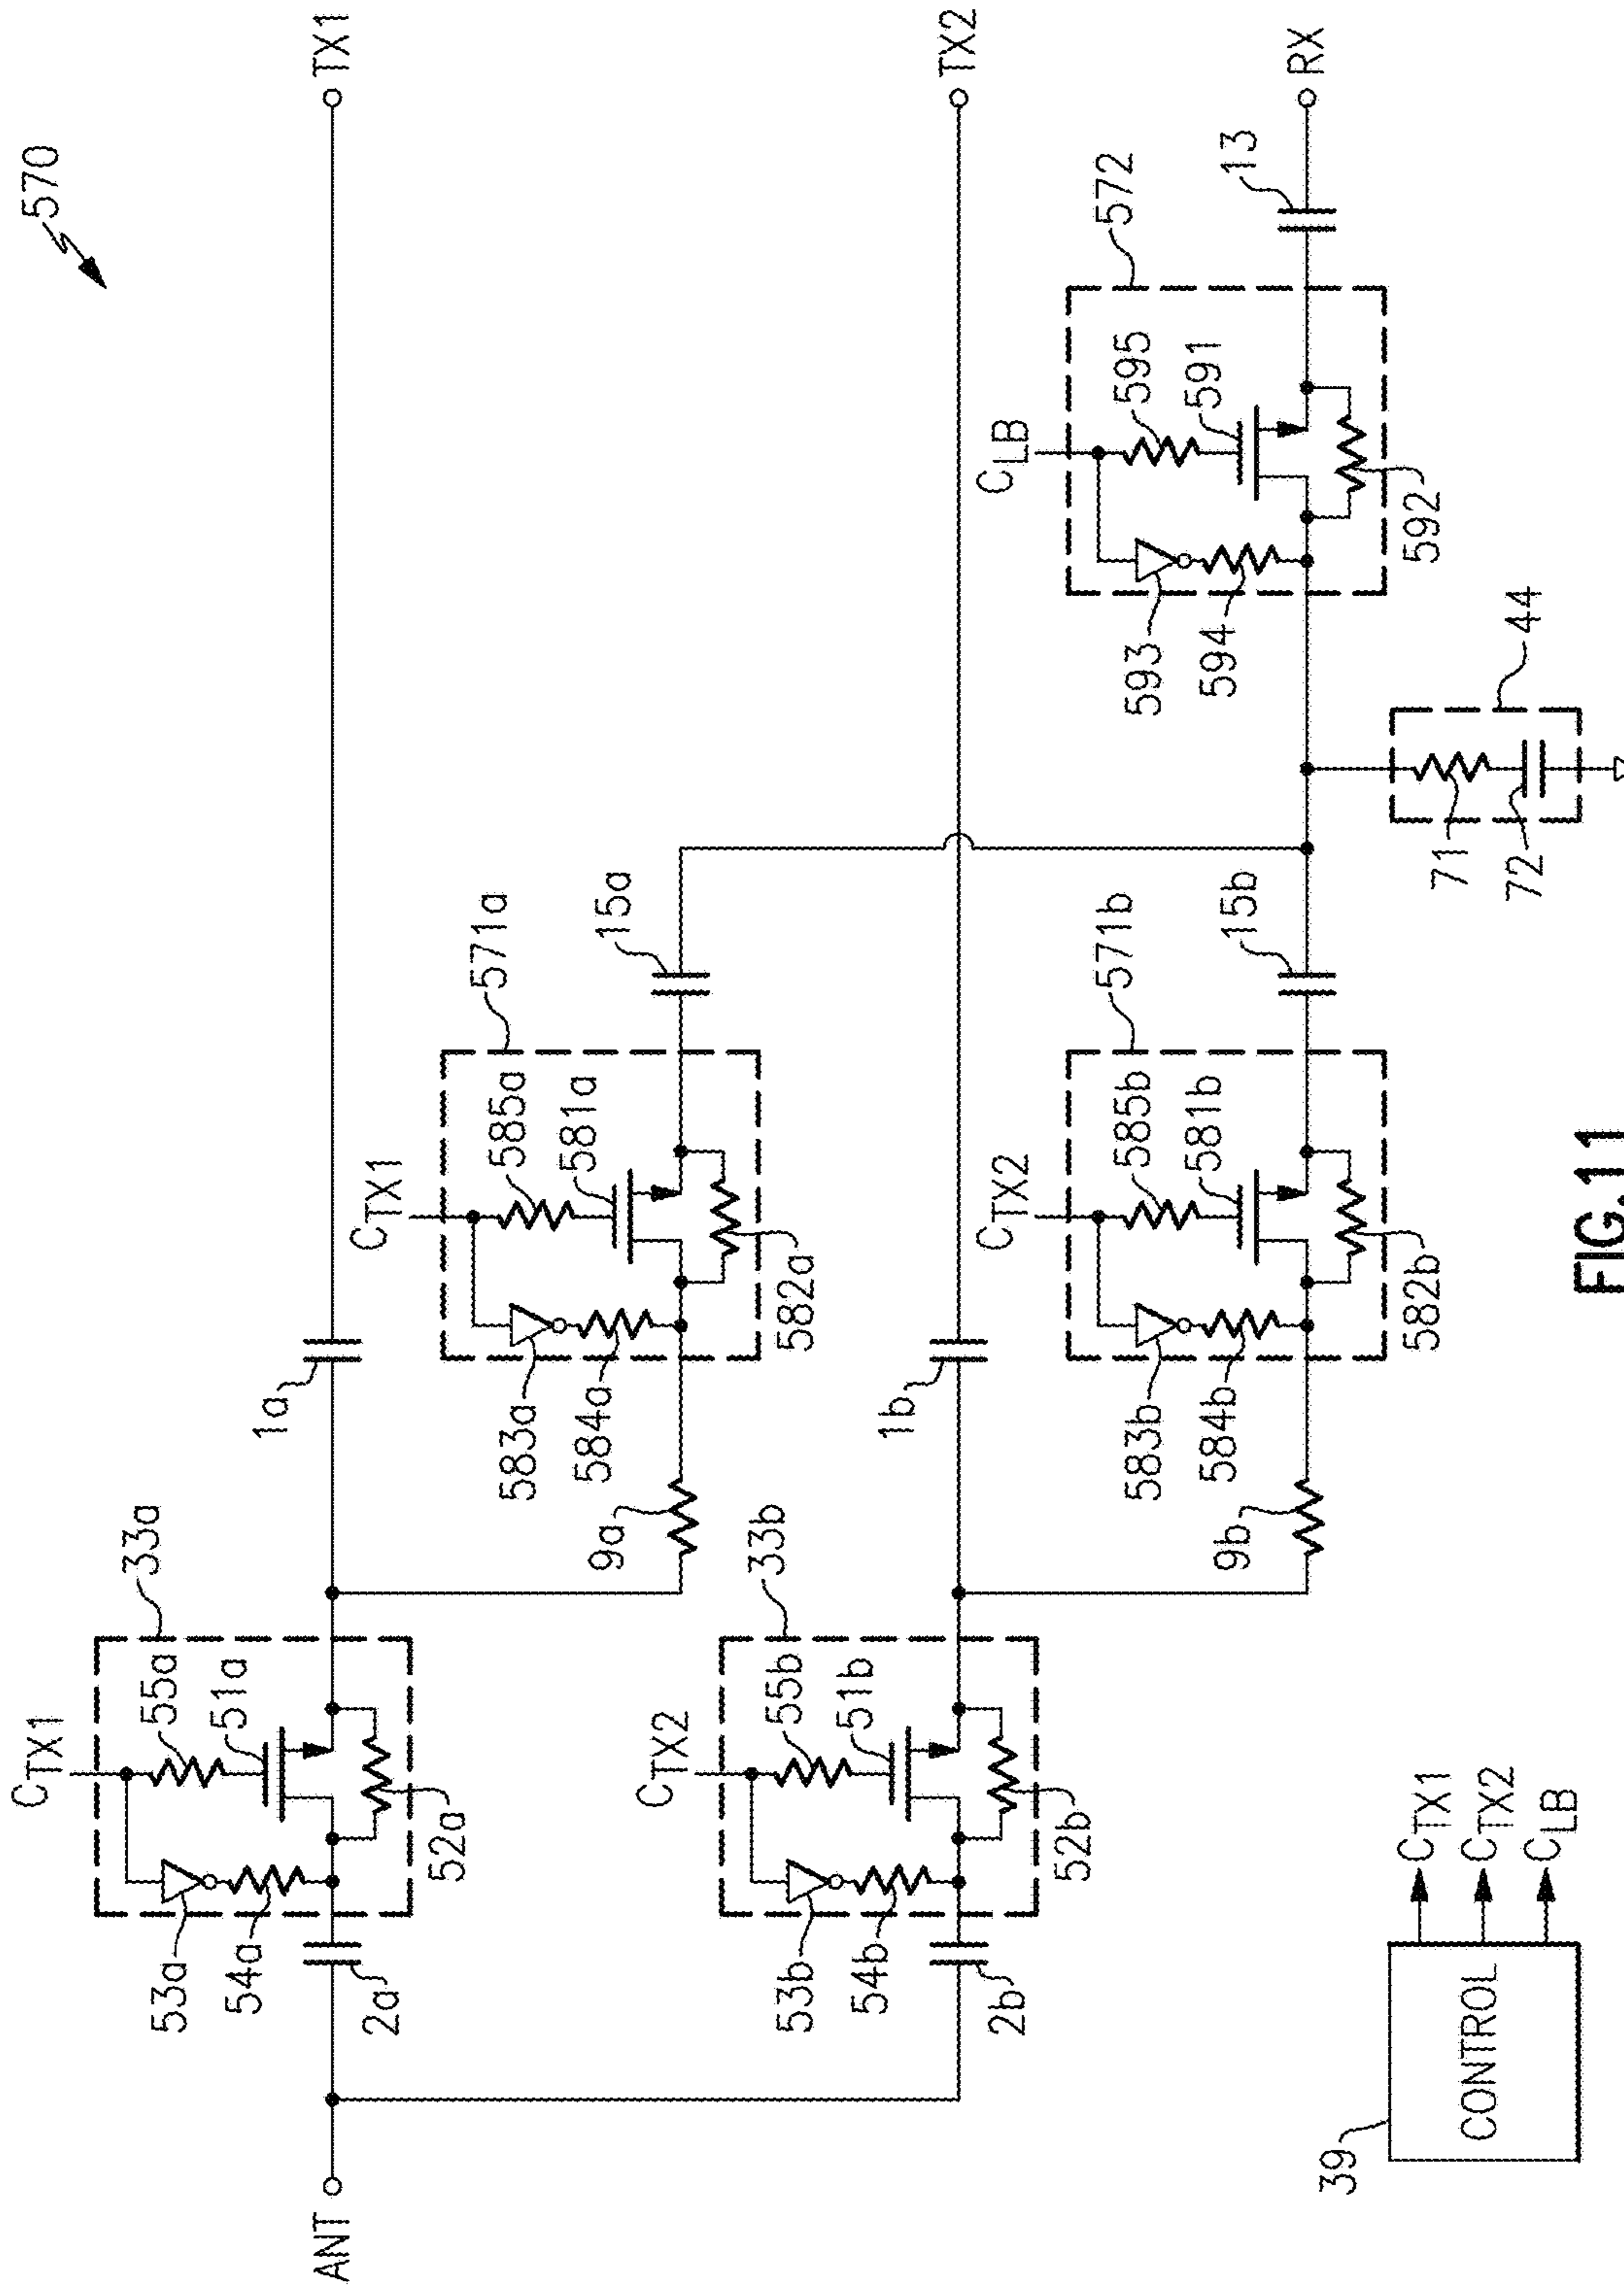 570
TX1
TX2
RX
ANT
C_TX1
33a
55a
51a
53a
54a
52a
2a
1a
C_TX1
571a
585a
581a
583a
584a
582a
9a
15a
C_TX2
33b
55b
51b
53b
54b
52b
2b
1b
C_TX2
571b
585b
581b
583b
584b
582b
9b
15b
C_LB
572
595
591
593
594
592
13
44
71
72
39
CONTROL
C_TX1
C_TX2
C_LB
FIG.11